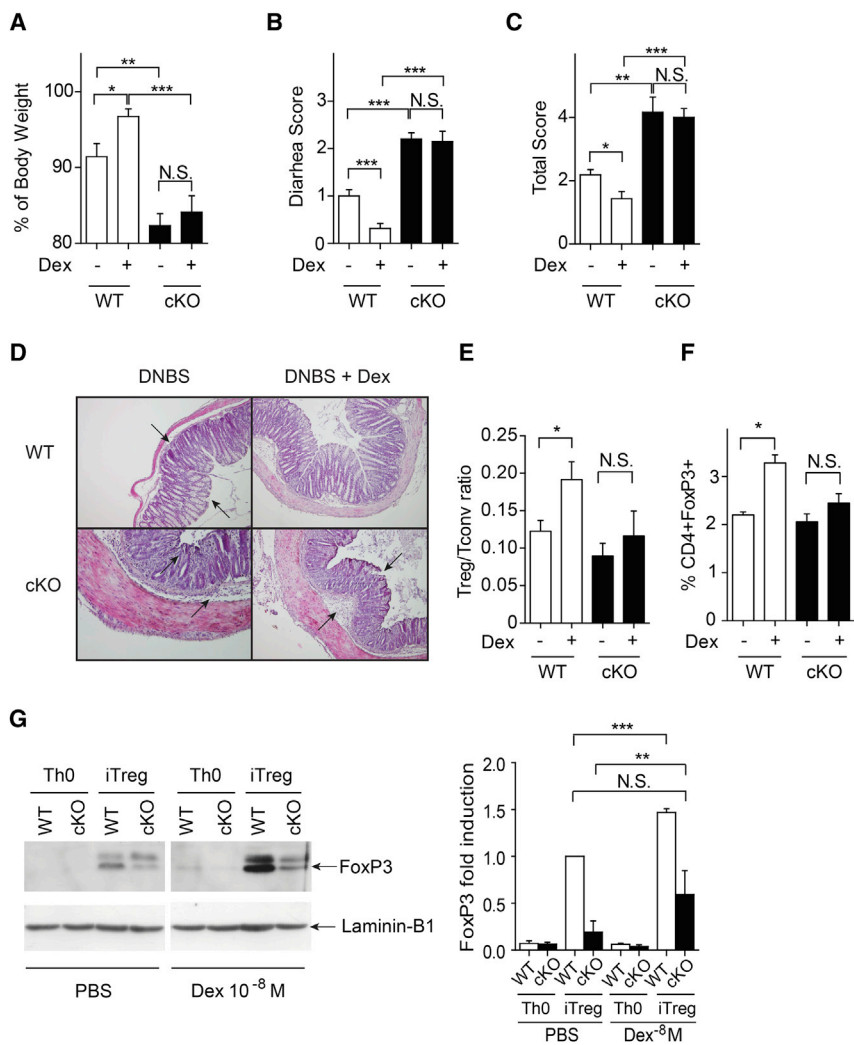 A
B
C
**
*
***
N.S.
100
90
80
% of Body Weight
Dex
- + - +
WT cKO
***
***
N.S.
***
3
2
1
0
Diarhea Score
Dex
- + - +
WT cKO
***
**
N.S.
*
4
2
0
Total Score
Dex
- + - +
WT cKO
D
DNBS DNBS + Dex
WT
cKO
E
*
N.S.
0.25
0.20
0.15
0.10
0.05
0
Treg/Tconv ratio
Dex
- + - +
WT cKO
F
*
N.S.
3
2
1
0
% CD4+FoxP3+
Dex
- + - +
WT cKO
G
Th0 iTreg Th0 iTreg
WT cKO WT cKO WT cKO WT cKO
FoxP3
Laminin-B1
PBS Dex 10-8 M
***
**
N.S.
2.0
1.5
1.0
0.5
0.0
FoxP3 fold induction
WT cKO WT cKO WT cKO WT cKO
Th0 iTreg Th0 iTreg
PBS Dex-8M